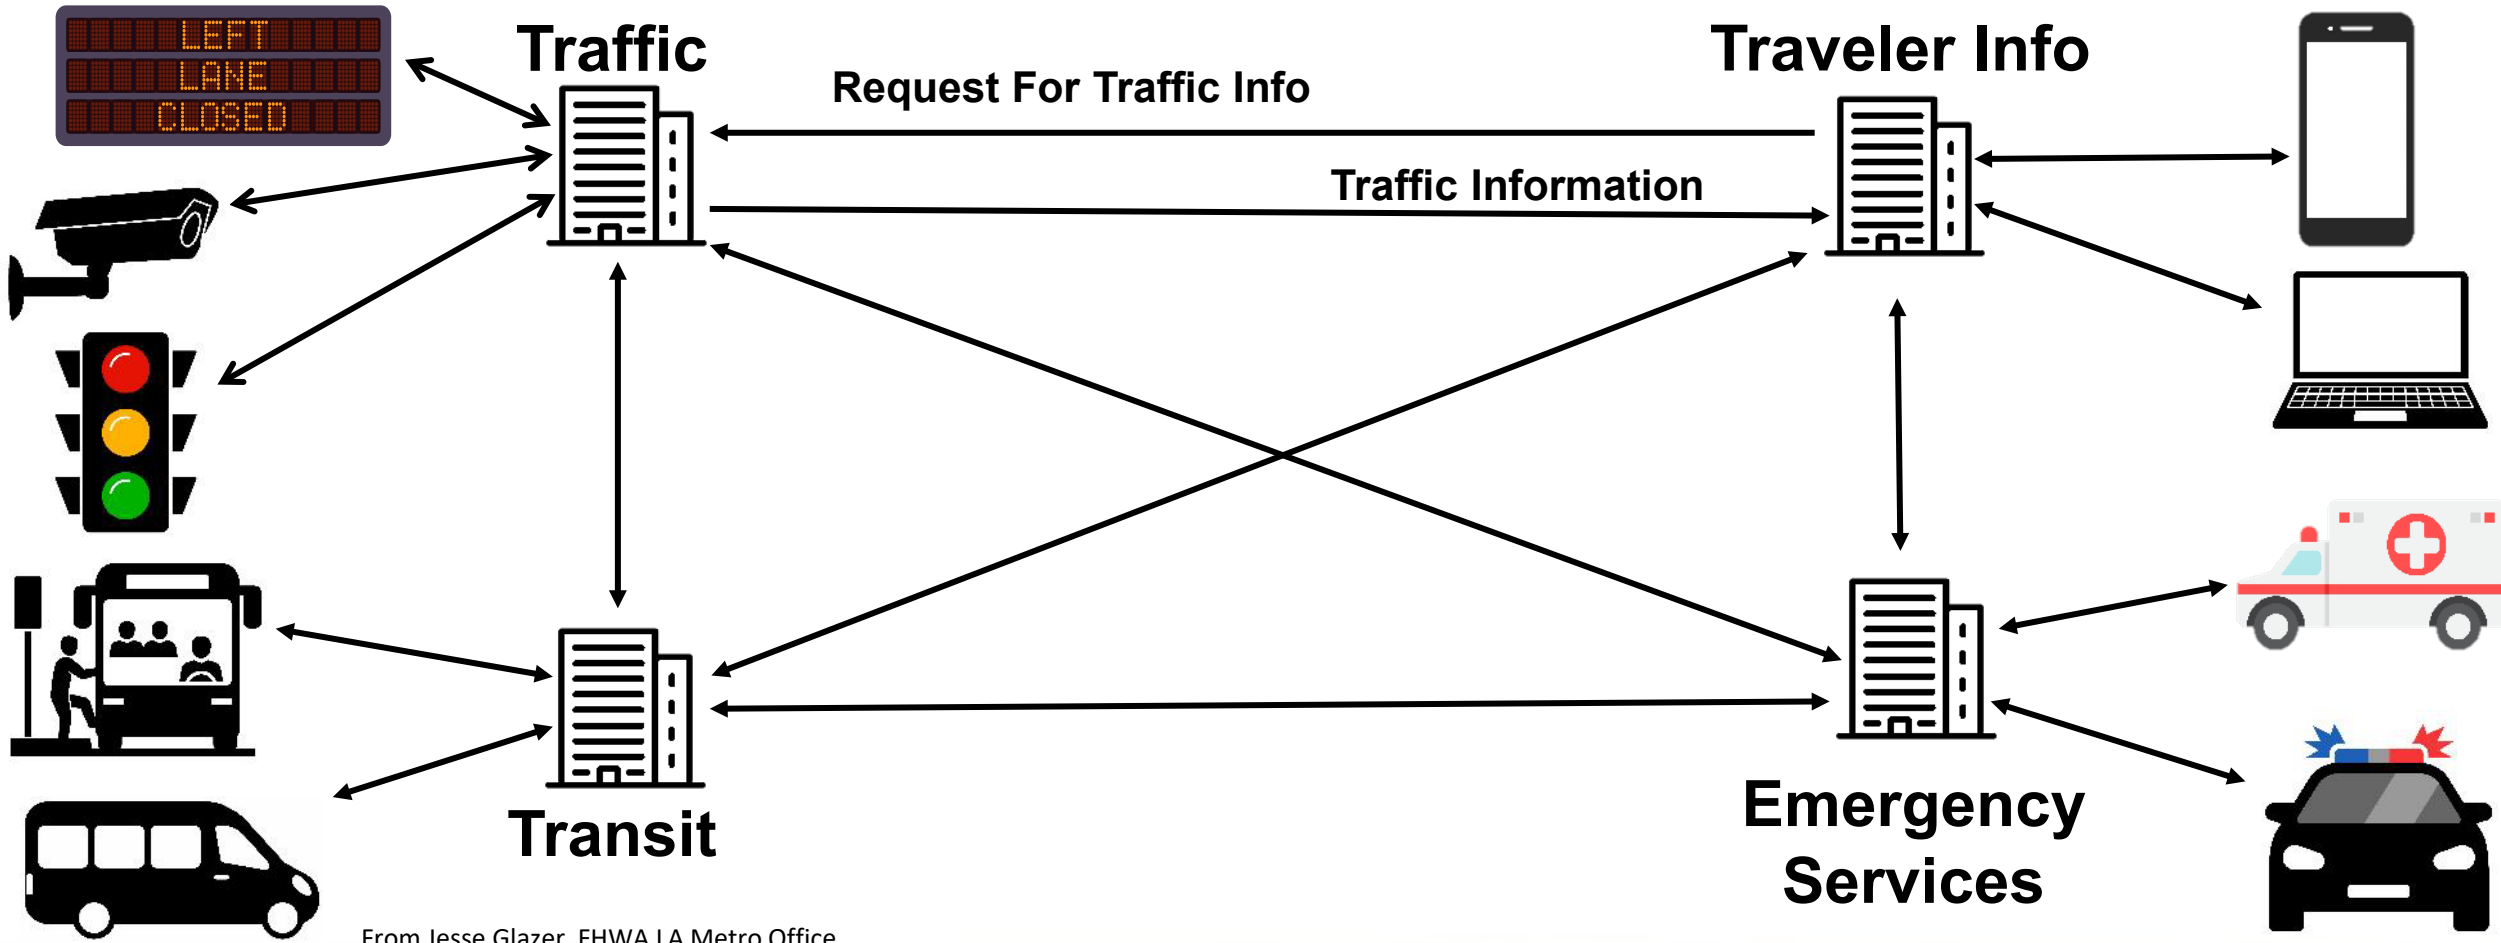 LEFT
LANE
CLOSED
Traffic
Traveler Info
Request For Traffic Info
Traffic Information
Transit
Emergency
Services
From Jesse Glazer, FHWA LA Metro Office